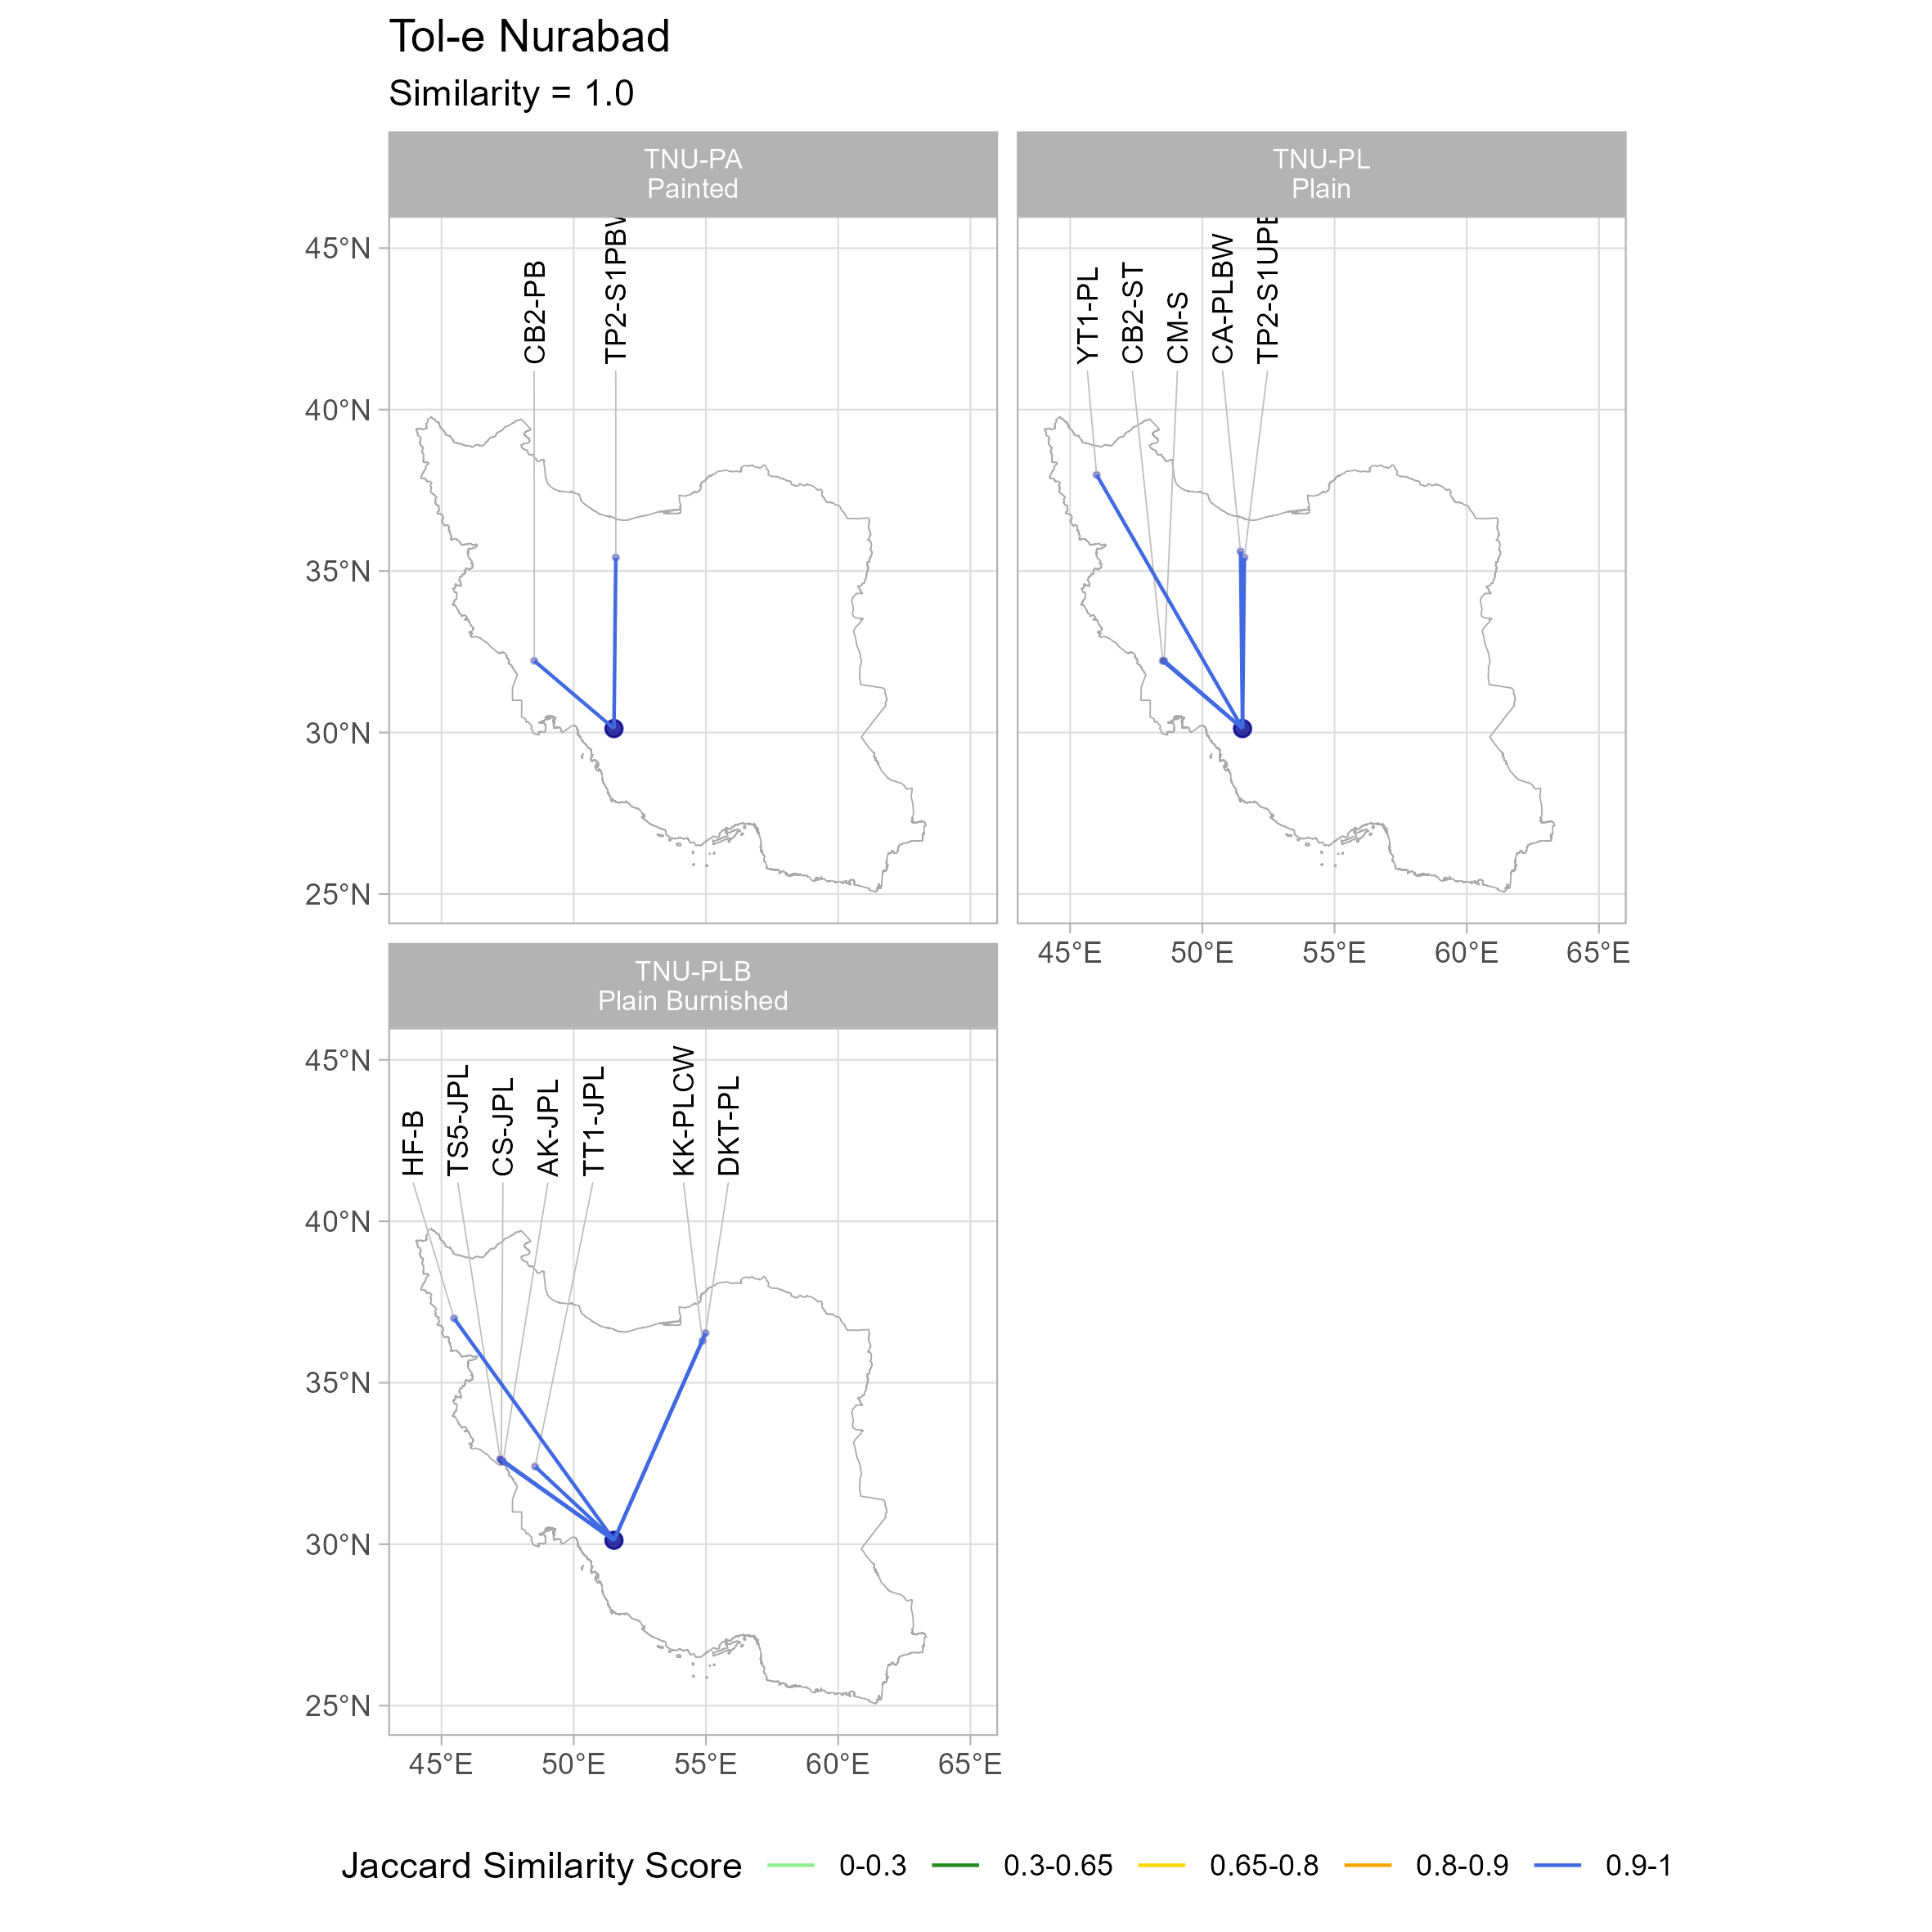 Tol-e Nurabad
Similarity = 1.0
TNU-PA
Painted
TNU-PL
Plain
45°N
40°N
35°N
30°N
25°N
CB2-PB
YT1-PL
CB2-ST
CM-S
CA-PLBW
45°E 50°E 55°E 60°E 65°E
TNU-PLB
Plain Burnished
45°N
40°N
35°N
30°N
25°N
HF-B
TS5-JPL
CS-JPL
AK-JPL
TT1-JPL
KK-PLCW
DKT-PL
45°E 50°E 55°E 60°E 65°E
Jaccard Similarity Score 0-0.3 0.3-0.65 0.65-0.8 0.8-0.9 0.9-1